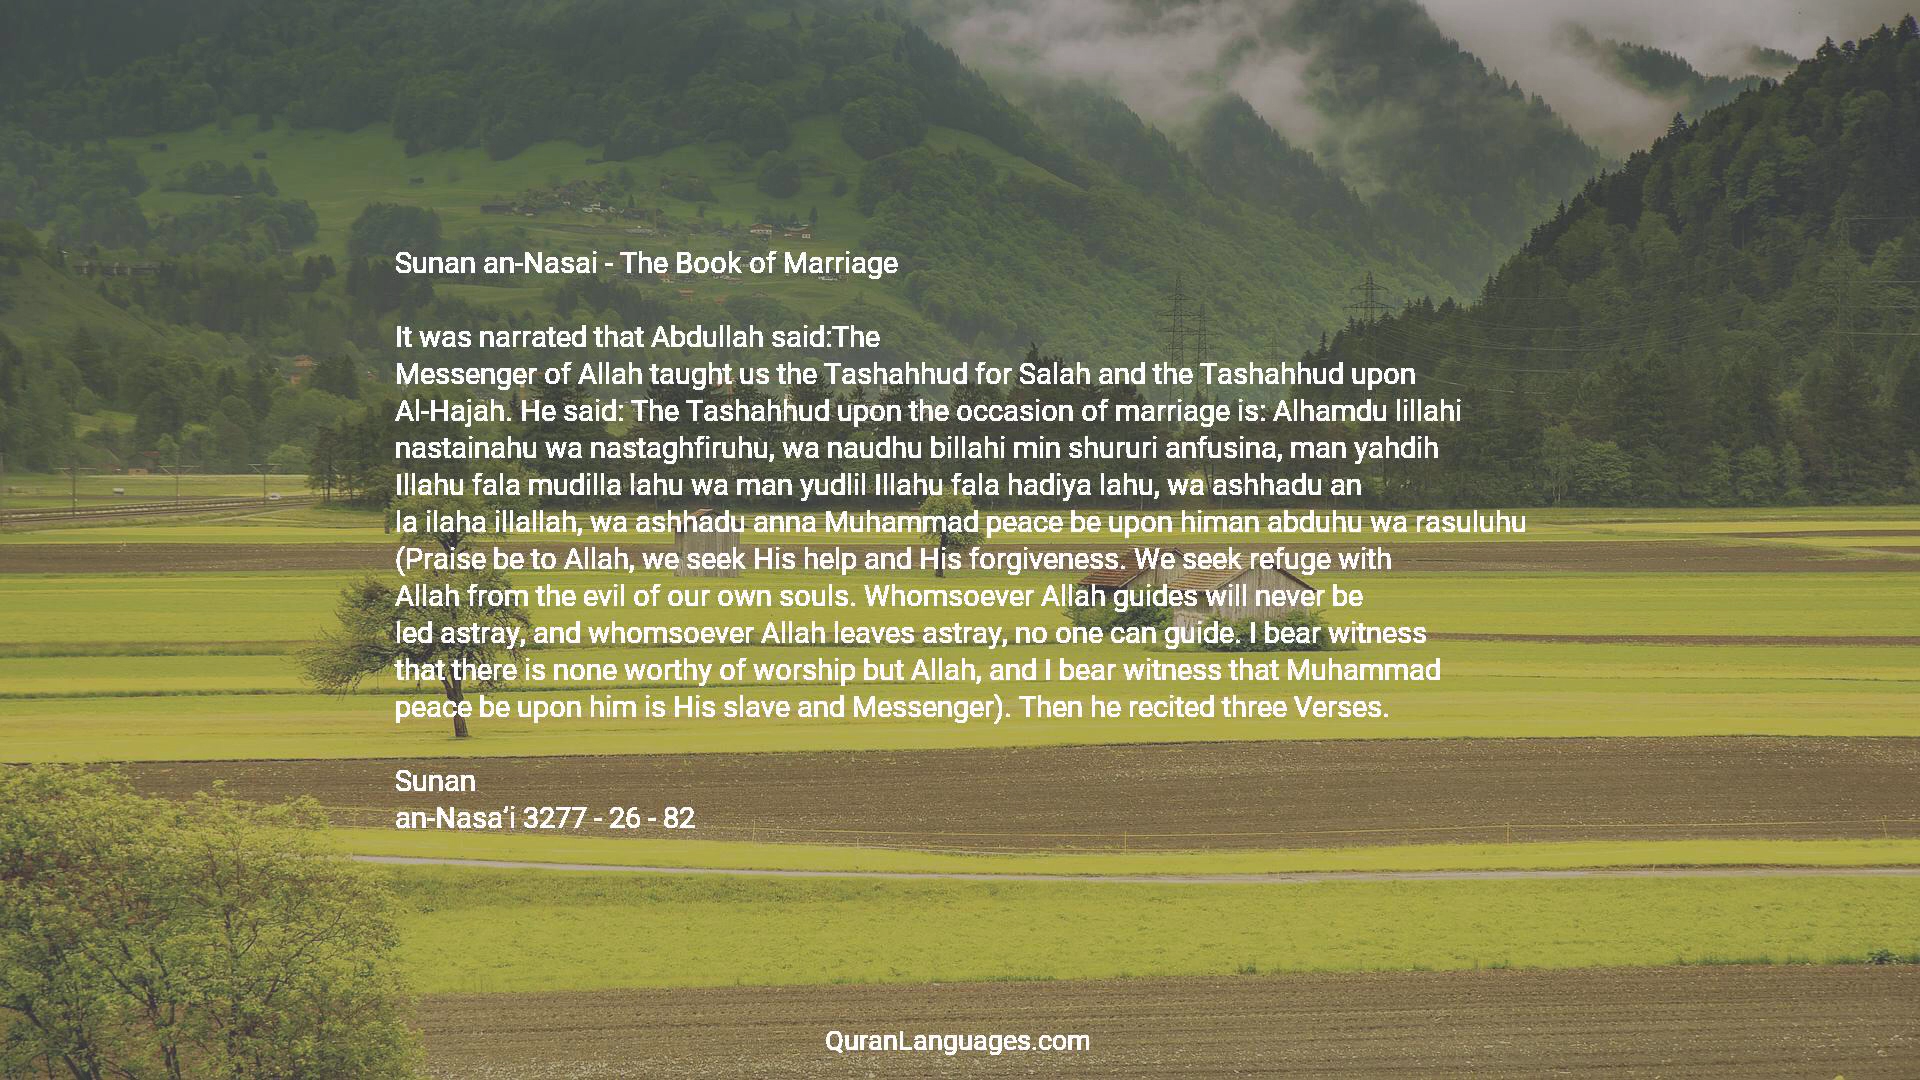 Sunan an-Nasai - The Book of Marriage
It was narrated that Abdullah said:The
Messenger of Allah taught us the Tashahhud for Salah and the Tashahhud upon
Al-Hajah. He said: The Tashahhud upon the occasion of marriage is: Alhamdu lillahi
nastainahu wa nastaghfiruhu, wa naudhu billahi min shururi anfusina, man yahdih
Illahu fala mudilla lahu wa man yudlil Illahu fala hadiya lahu, wa ashhadu an
la ilaha illallah, wa ashhadu anna Muhammad peace be upon himan abduhu wa rasuluhu
(Praise be to Allah, we seek His help and His forgiveness. We seek refuge with
Allah from the evil of our own souls. Whomsoever Allah guides will never be
led astray, and whomsoever Allah leaves astray, no one can guide. I bear witness
that there is none worthy of worship but Allah, and I bear witness that Muhammad
peace be upon him is His slave and Messenger). Then he recited three Verses.
Sunan
an-Nasa’i 3277 - 26 - 82
QuranLanguages.com